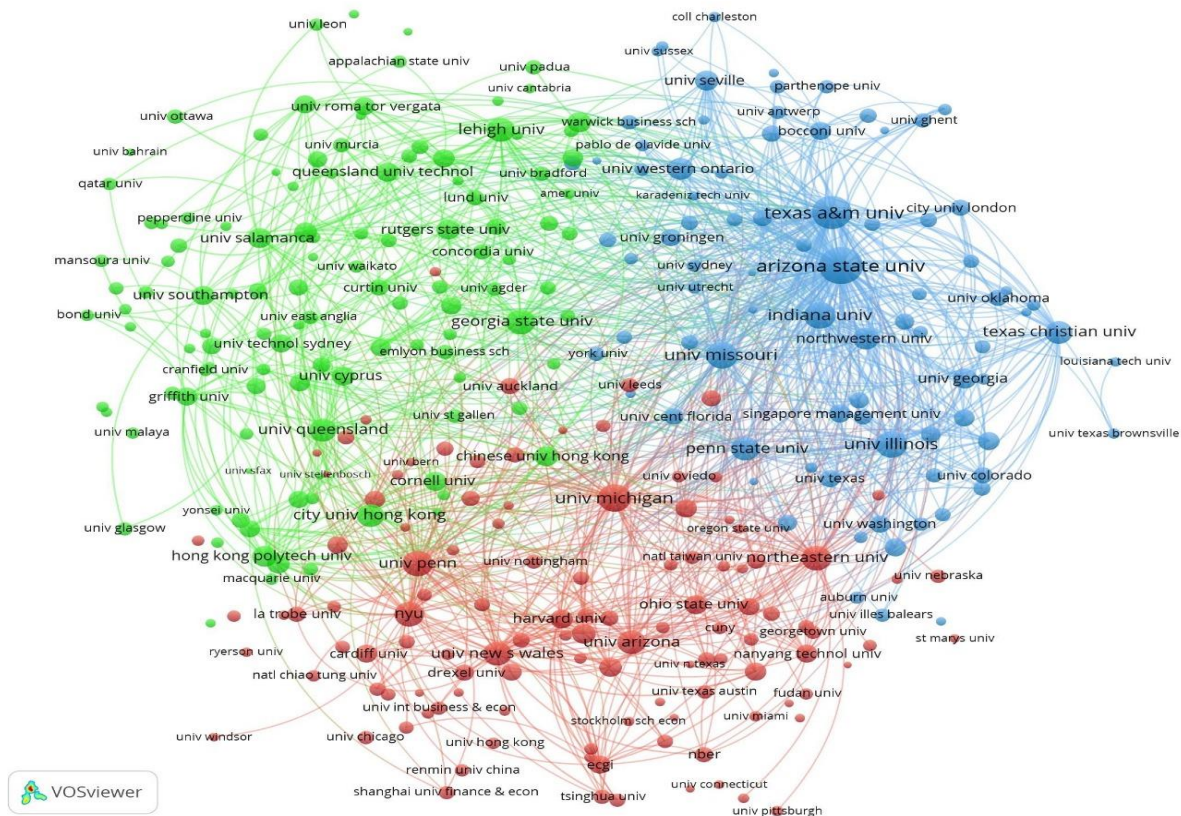 coll charleston
univ leon
univ sussex
appalachian state univ
univ padua
univ seville
parthenope univ
univ cantabria
univ roma tor vergata
univ antwerp
univ ottawa
warwick business sch
univ ghent
lehigh univ
bocconi univ
univ murcia
pablo de olavide univ
univ bahrain
queensland univ technol
univ bradford
univ western ontario
qatar univ
lund univ
amer univ
karadeniz tech univ
pepperdine univ
texas a&m univ
city univ london
rutgers state univ
univ salamanca
univ groningen
concordia univ
mansoura univ
univ waikato
univ sydney
arizona state univ
curtin univ
univ agder
univ utrecht
univ southampton
univ oklahoma
bond univ
univ east anglia
georgia state univ
indiana univ
texas christian univ
univ technol sydney
emlyon business sch
york univ
univ missouri
northwestern univ
louisiana tech univ
cranfield univ
univ cyprus
univ auckland
univ leeds
univ georgia
griffith univ
univ st gallen
univ cent florida
singapore management univ
univ malaya
univ queensland
univ texas brownsville
chinese univ hong kong
penn state univ
univ illinois
univ bern
univ sfax
univ stellenbosch
cornell univ
univ oviedo
univ texas
univ colorado
univ michigan
yonsei univ
city univ hong kong
univ glasgow
oregon state univ
univ washington
hong kong polytech univ
univ penn
univ nottingham
natl taiwan univ
northeastern univ
macquarie univ
univ nebraska
auburn univ
la trobe univ
nyu
harvard univ
ohio state univ
univ illes balears
cuny
georgetown univ
st marys univ
ryerson univ
cardiff univ
univ new s wales
univ arizona
nanyang technol univ
natl chiao tung univ
drexel univ
univ n texas
univ texas austin
fudan univ
univ int business & econ
stockholm sch econ
univ miami
univ windsor
univ chicago
univ hong kong
nber
renmin univ china
ecgi
shanghai univ finance & econ
tsinghua univ
univ connecticut
univ pittsburgh
VOSviewer